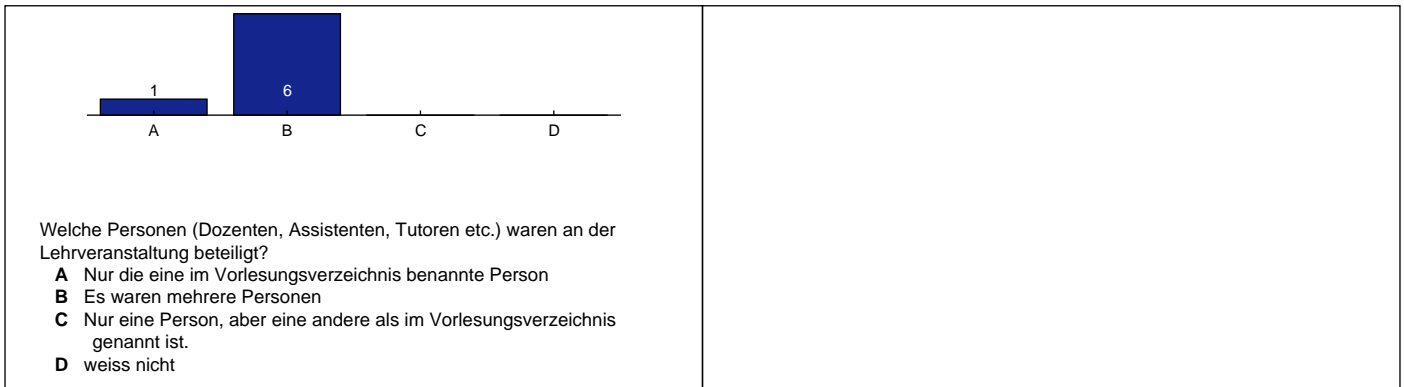 1 6
A B C D
Welche Personen (Dozenten, Assistenten, Tutoren etc.) waren an der
Lehrveranstaltung beteiligt?
A Nur die eine im Vorlesungsverzeichnis benannte Person
B Es waren mehrere Personen
C Nur eine Person, aber eine andere als im Vorlesungsverzeichnis
genannt ist.
D weiss nicht